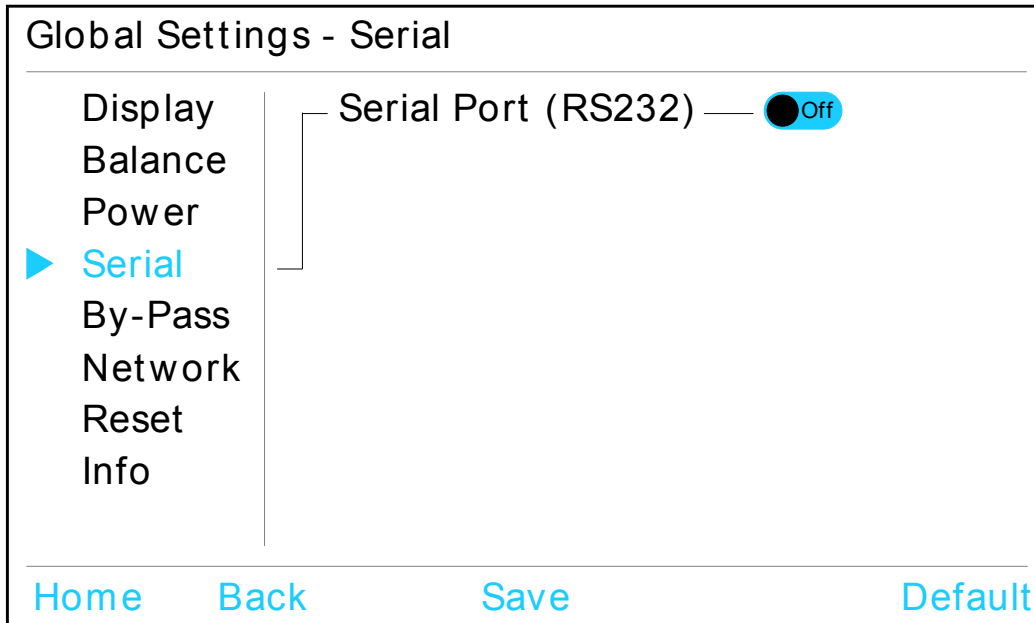 Global Settings - Serial
Display
Balance
Power
Serial
By-Pass
Network
Reset
Info
Serial Port (RS232) Off
Home Back Save Default